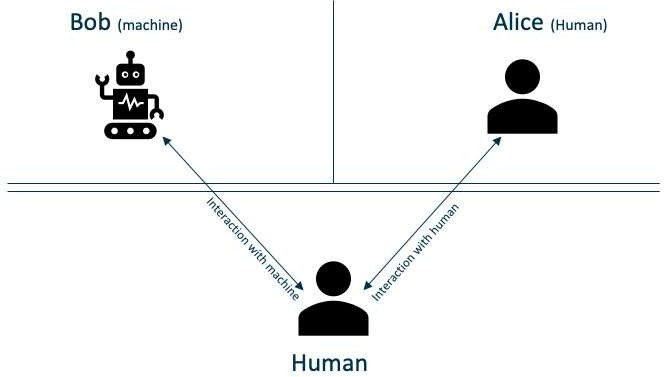 Bob (machine)
Alice (Human)
Interaction with machine
Interaction with human
Human